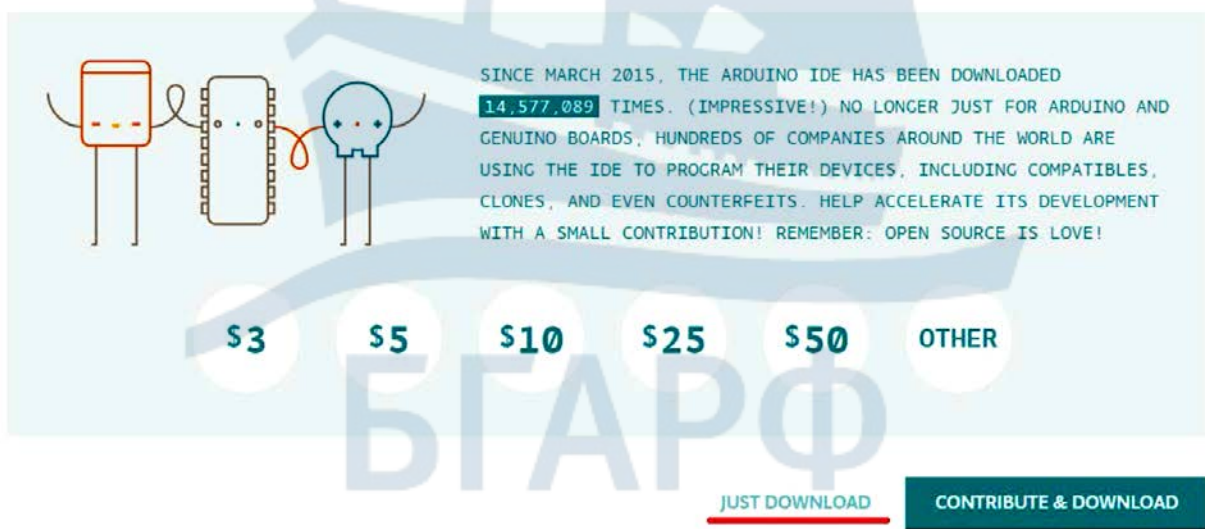 SINCE MARCH 2015, THE ARDUINO IDE HAS BEEN DOWNLOADED
14,577,089 TIMES. (IMPRESSIVE!) NO LONGER JUST FOR ARDUINO AND
GENUINO BOARDS, HUNDREDS OF COMPANIES AROUND THE WORLD ARE
USING THE IDE TO PROGRAM THEIR DEVICES, INCLUDING COMPATIBLES,
CLONES, AND EVEN COUNTERFEITS. HELP ACCELERATE ITS DEVELOPMENT
WITH A SMALL CONTRIBUTION! REMEMBER: OPEN SOURCE IS LOVE!
$3 $5 $10 $25 $50 OTHER
БГАРФ
JUST DOWNLOAD CONTRIBUTE & DOWNLOAD